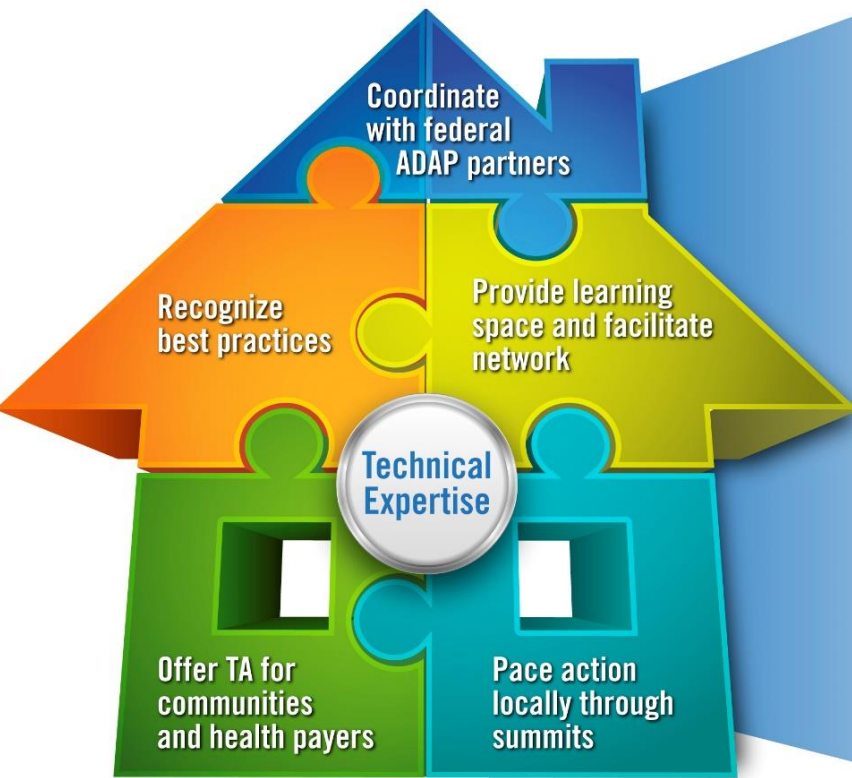 Coordinate
with federal
ADAP partners
Recognize
best practices
Provide learning
space and facilitate
network
Technical
Expertise
Offer TA for
communities
and health payers
Pace action
locally through
summits